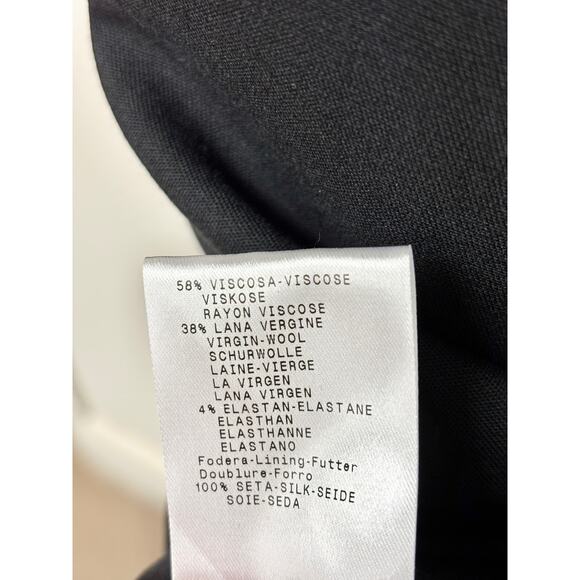 58% VISCOSA-VISCOSE
VISKOSE
RAYON VISCOSE
38% LANA VERGINE
VIRGIN-WOOL
SCHURWOLLE
LAINE-VIERGE
LA VIRGEN
LANA VIRGEN
4% ELASTAN-ELASTANE
ELASTHAN
ELASTHANNE
ELASTANO
Fodera-Lining-Futter
Doublure-Forro
100% SETA-SILK-SEIDE
SOIE-SEDA